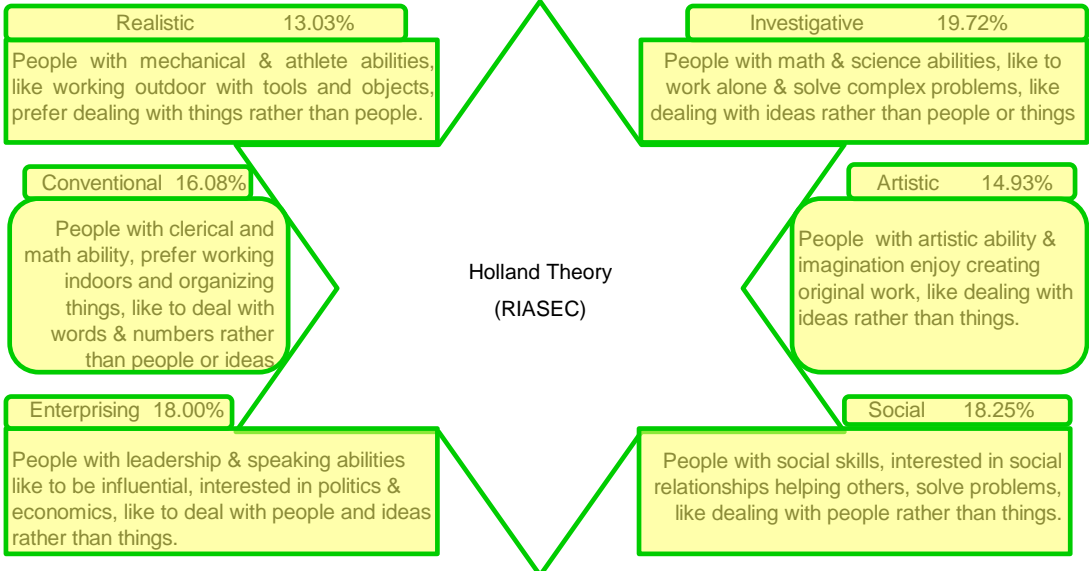 Realistic 13.03%
People with mechanical & athlete abilities,
like working outdoor with tools and objects,
prefer dealing with things rather than people.
Investigative 19.72%
People with math & science abilities, like to
work alone & solve complex problems, like
dealing with ideas rather than people or things
Conventional 16.08%
People with clerical and
math ability, prefer working
indoors and organizing
things, like to deal with
words & numbers rather
than people or ideas
Holland Theory
(RIASEC)
Artistic 14.93%
People with artistic ability &
imagination enjoy creating
original work, like dealing with
ideas rather than things.
Enterprising 18.00%
People with leadership & speaking abilities
like to be influential, interested in politics &
economics, like to deal with people and ideas
rather than things.
Social 18.25%
People with social skills, interested in social
relationships helping others, solve problems,
like dealing with people rather than things.